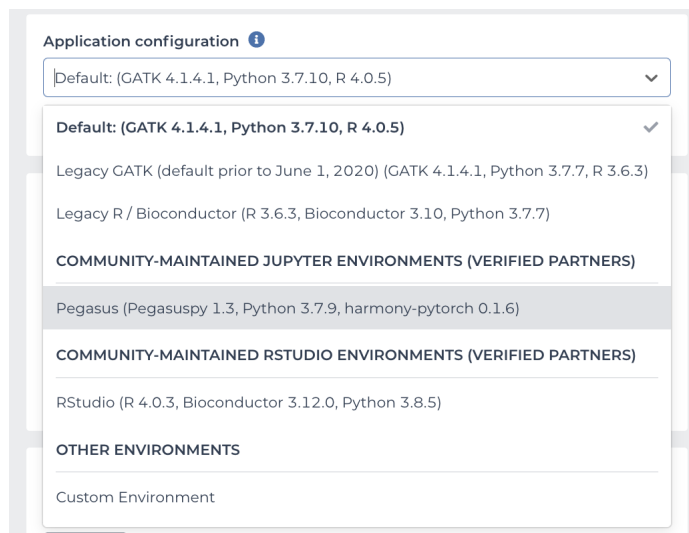 Application configuration
Default: (GATK 4.1.4.1, Python 3.7.10, R 4.0.5)
Default: (GATK 4.1.4.1, Python 3.7.10, R 4.0.5)
Legacy GATK (default prior to June 1, 2020) (GATK 4.1.4.1, Python 3.7.7, R 3.6.3)
Legacy R / Bioconductor (R 3.6.3, Bioconductor 3.10, Python 3.7.7)
COMMUNITY-MAINTAINED JUPYTER ENVIRONMENTS (VERIFIED PARTNERS)
Pegasus (Pegasuspy 1.3, Python 3.7.9, harmony-pytorch 0.1.6)
COMMUNITY-MAINTAINED RSTUDIO ENVIRONMENTS (VERIFIED PARTNERS)
RStudio (R 4.0.3, Bioconductor 3.12.0, Python 3.8.5)
OTHER ENVIRONMENTS
Custom Environment